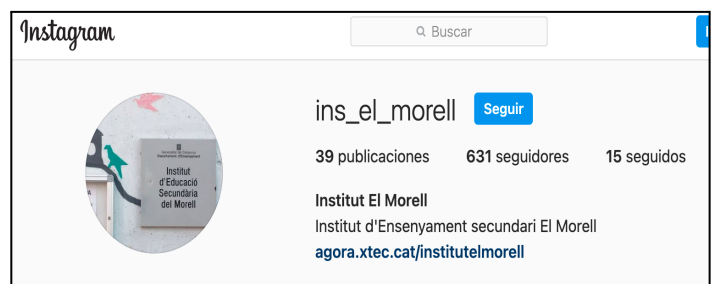 Instagram
Buscar
ins_el_morell Seguir
39 publicaciones 631 seguidores 15 seguidos
Institut El Morell
Institut d'Ensenyament secundari El Morell
agora.xtec.cat/institutelmorell
Institut
d'Educació
Secundària
del Morell